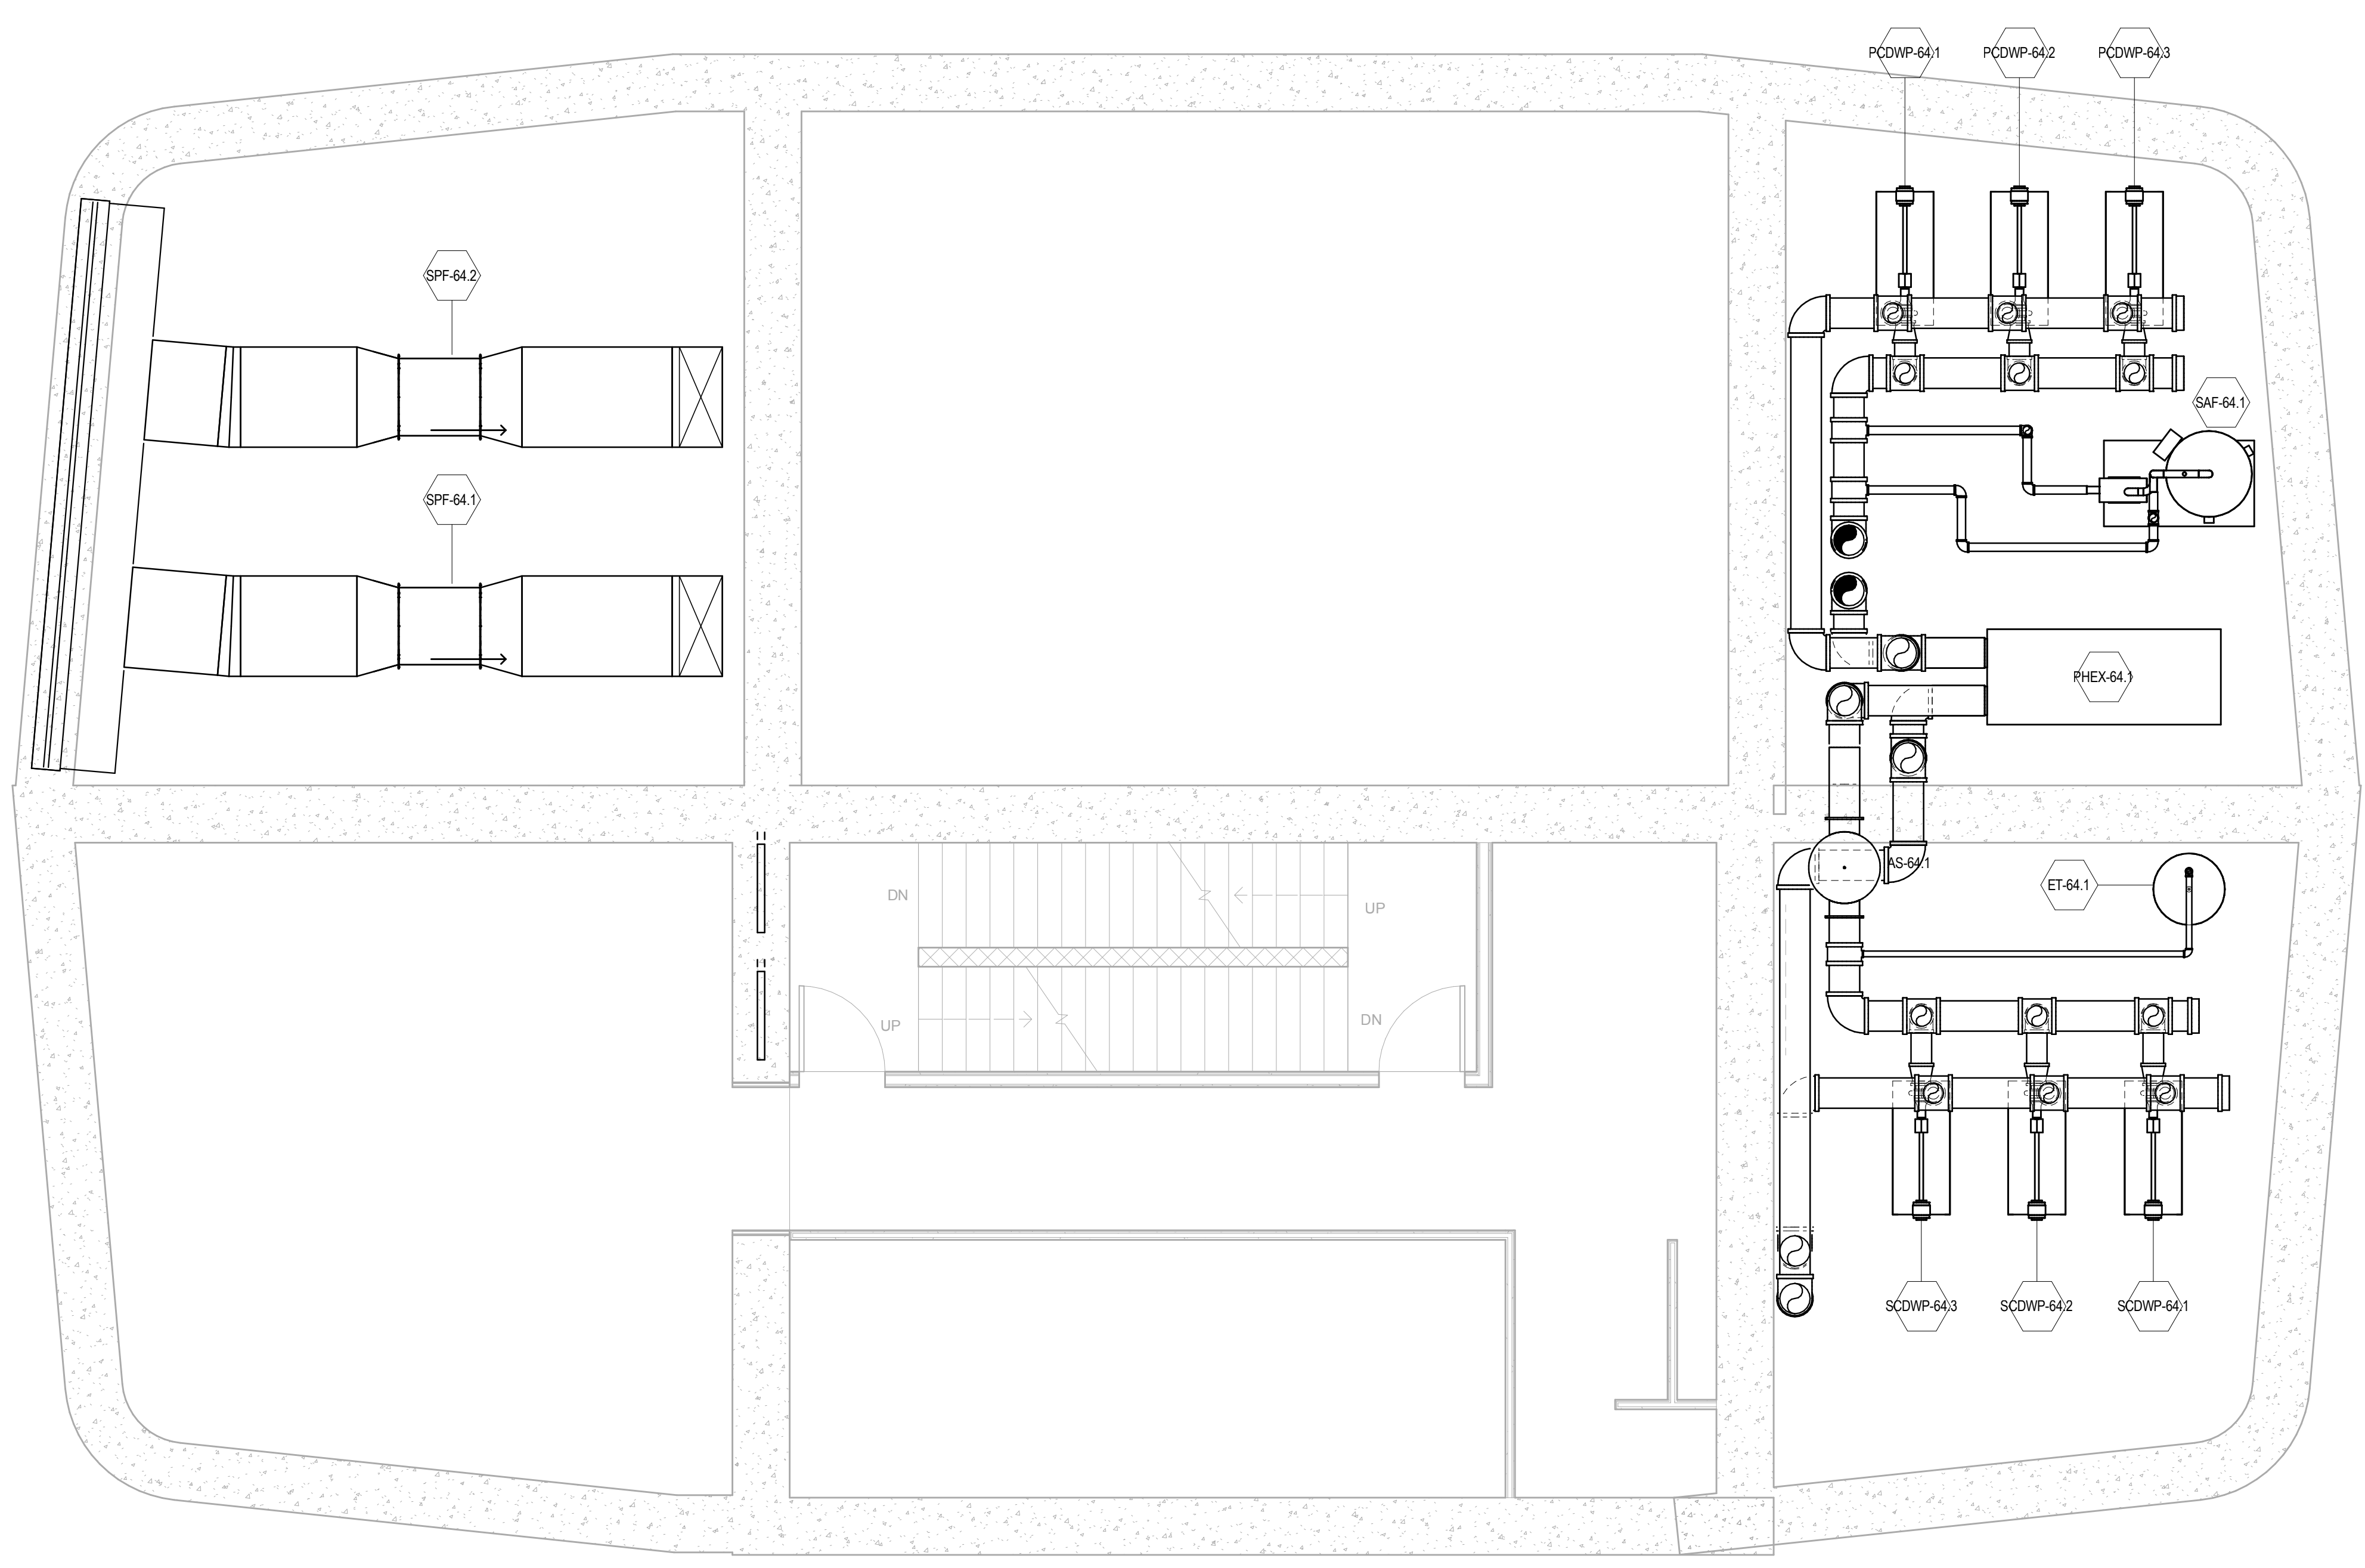 PCDWP-64.1
PCDWP-64.2
PCDWP-64.3
SPF-64.2
SAF-64.1
SPF-64.1
PHEX-64.1
AS-64.1
ET-64.1
DN
UP
UP
DN
SCDWP-64.3
SCDWP-64.2
SCDWP-64.1